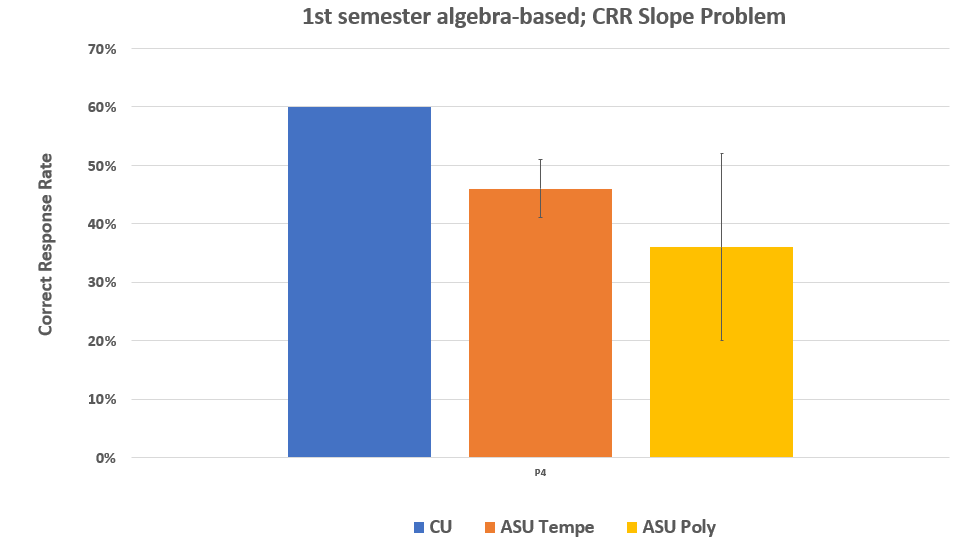 1st semester algebra-based; CRR Slope Problem
70%
60%
50%
40%
30%
20%
10%
0%
Correct Response Rate
P4
CU ASU Tempe ASU Poly